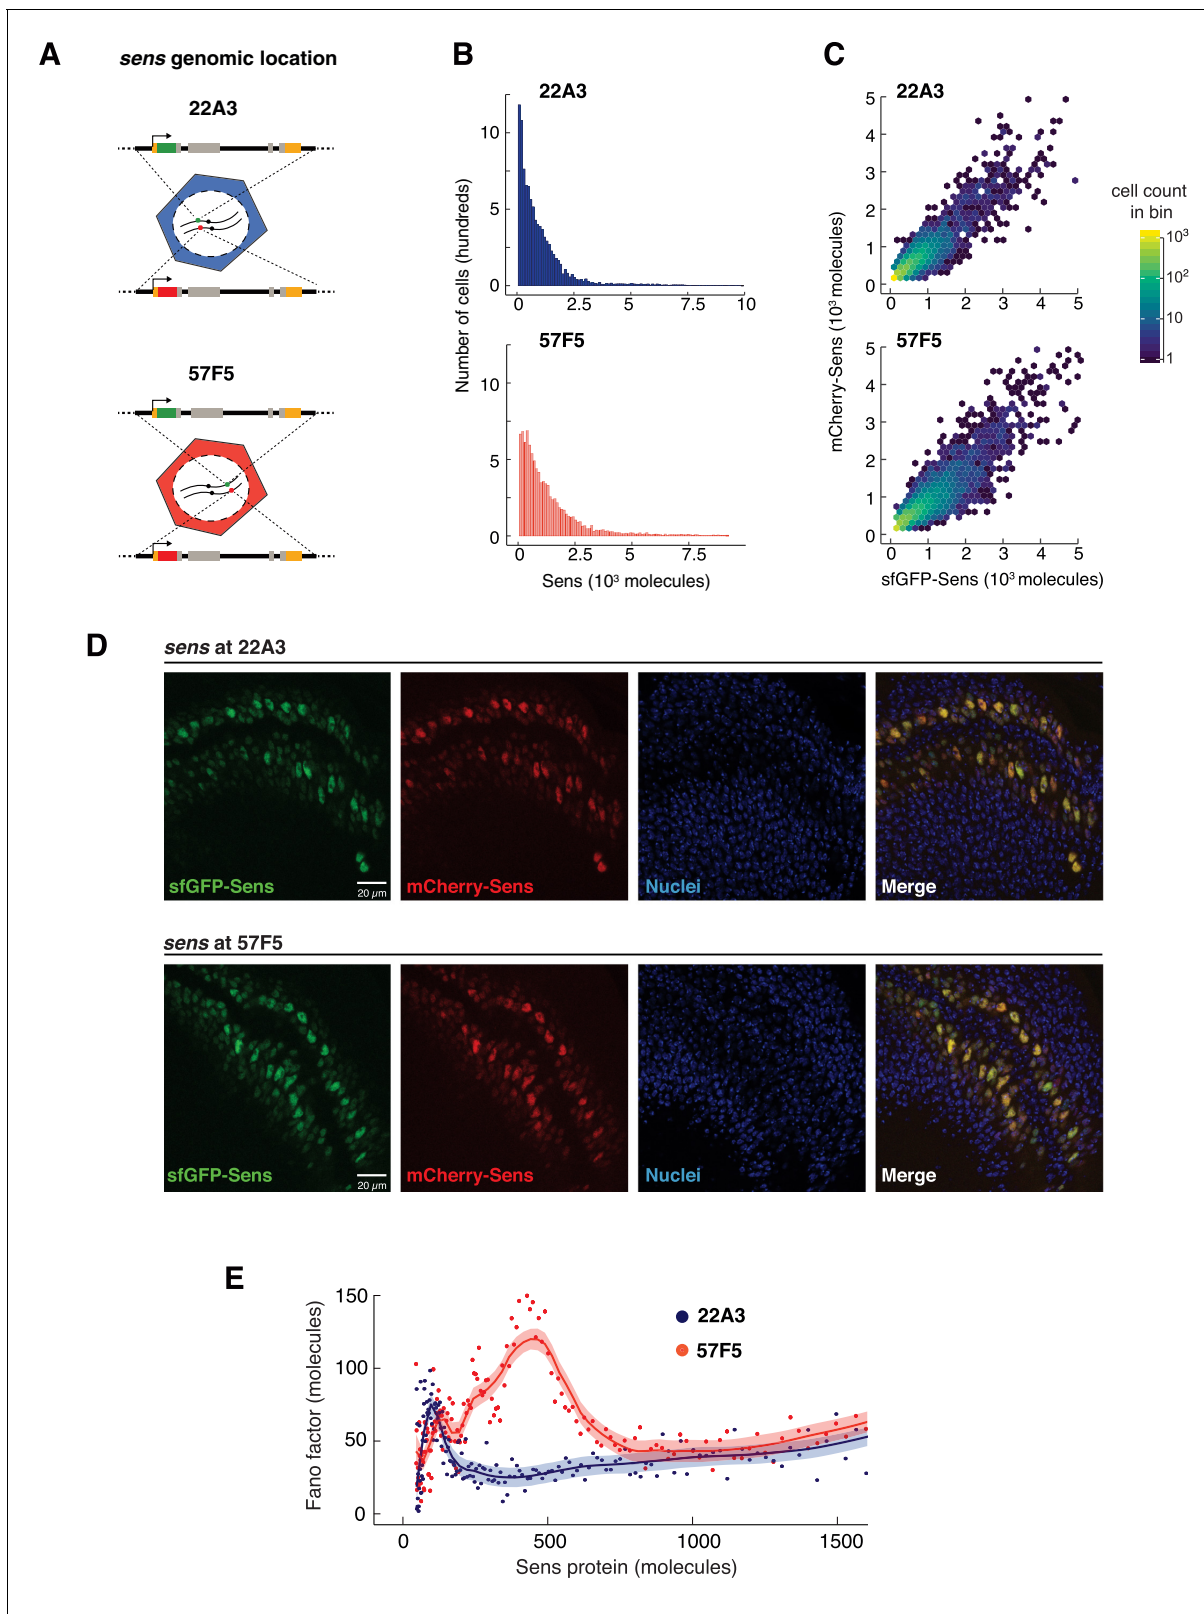 A
sens genomic location
22A3
57F5
B
22A3
10
5
0
0 2.5 5 7.5 10
57F5
10
5
0
0 2.5 5 7.5
Number of cells (hundreds)
Sens (10³ molecules)
C
22A3
5
4
3
2
1
0
0 1 2 3 4 5
57F5
5
4
3
2
1
0
0 1 2 3 4 5
mCherry-Sens (10³ molecules)
sfGFP-Sens (10³ molecules)
cell count
in bin
10³
10²
10
1
D
sens at 22A3
sfGFP-Sens
20 µm
mCherry-Sens
Nuclei
Merge
sens at 57F5
sfGFP-Sens
20 µm
mCherry-Sens
Nuclei
Merge
E
150
100
50
0
Fano factor (molecules)
22A3
57F5
0 500 1000 1500
Sens protein (molecules)